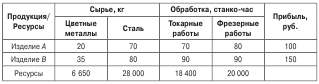 Продукция/ Ресурсы
Сырье, кг
Обработка, станко-час
Прибыль, руб.
Цветные металлы
Сталь
Токарные работы
Фрезерные работы
Изделие А 20 70 70 80 100
Изделие В 35 80 90 90 150
Ресурсы 6 650 28 000 18 400 20 000